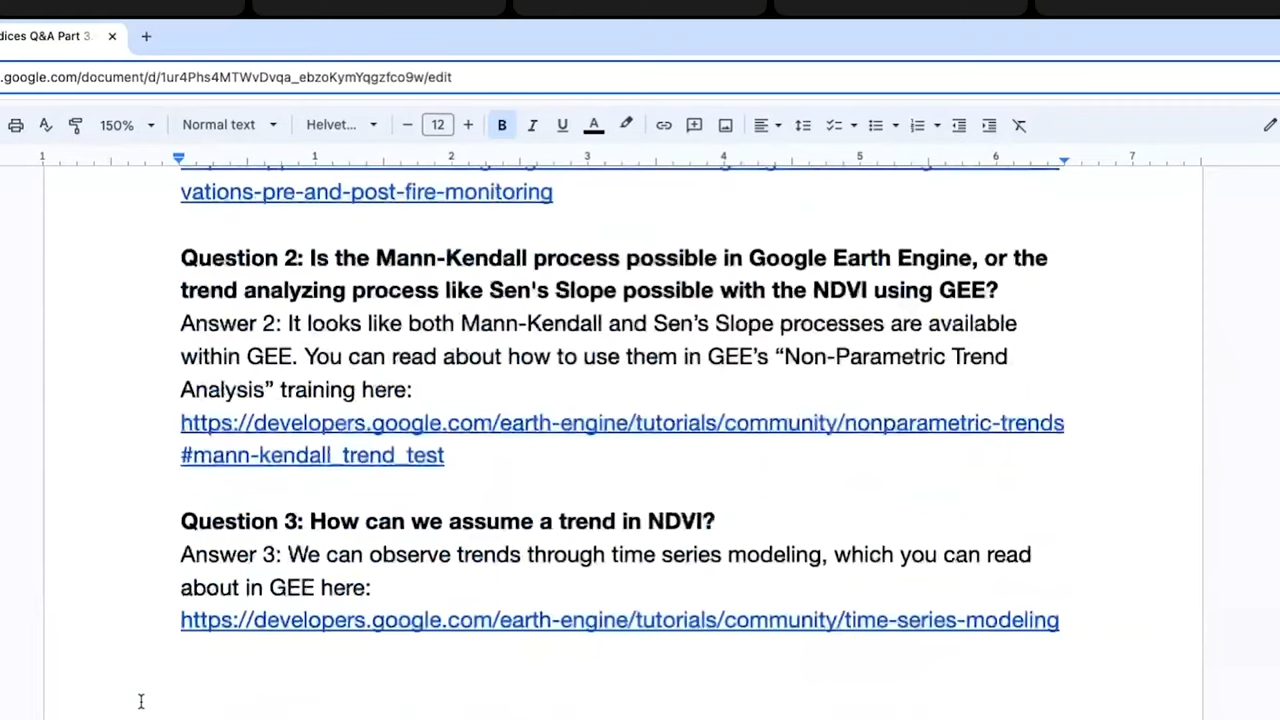 dices Q&A Part 3
.google.com/document/d/1ur4Phs4MTWvDvqa_ebzoKymYqgzfco9w/edit
150% Normal text Helvet... 12 B I U A
1 1 2 3 4 5 6 7
vations-pre-and-post-fire-monitoring
Question 2: Is the Mann-Kendall process possible in Google Earth Engine, or the
trend analyzing process like Sen's Slope possible with the NDVI using GEE?
Answer 2: It looks like both Mann-Kendall and Sen’s Slope processes are available
within GEE. You can read about how to use them in GEE’s “Non-Parametric Trend
Analysis” training here:
https://developers.google.com/earth-engine/tutorials/community/nonparametric-trends
#mann-kendall_trend_test
Question 3: How can we assume a trend in NDVI?
Answer 3: We can observe trends through time series modeling, which you can read
about in GEE here:
https://developers.google.com/earth-engine/tutorials/community/time-series-modeling